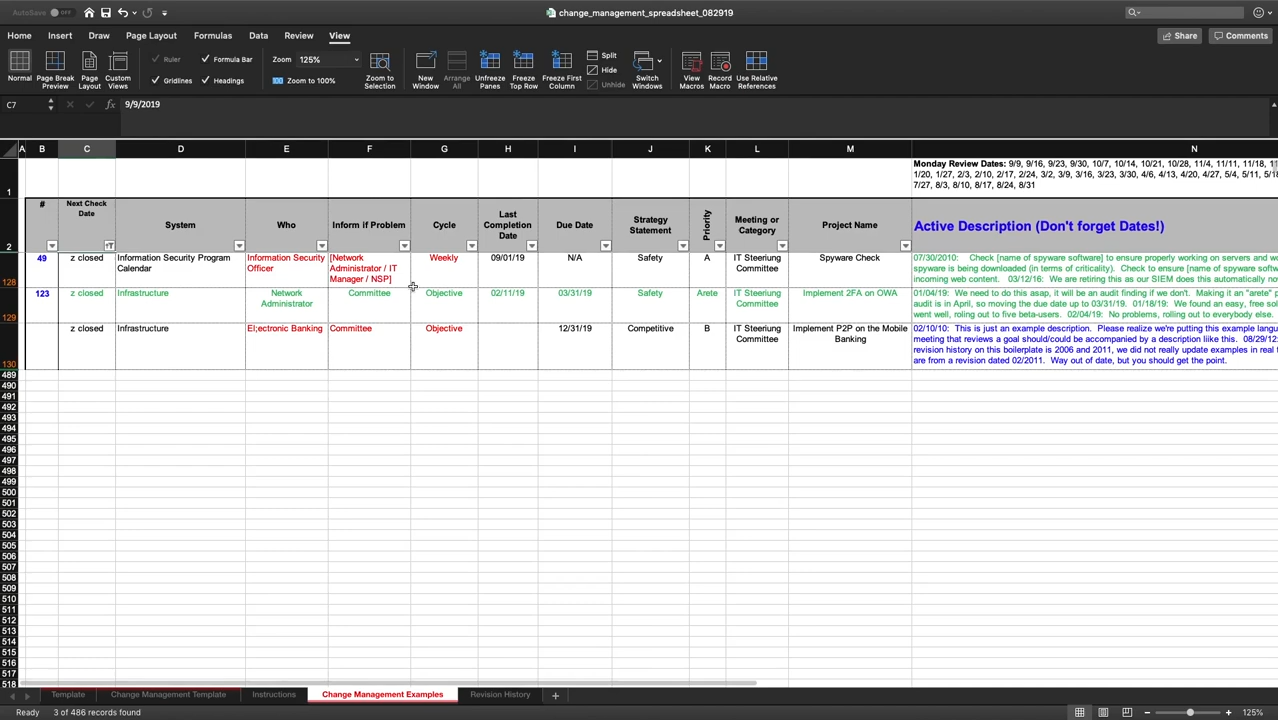 AutoSave OFF
change_management_spreadsheet_082919
Home Insert Draw Page Layout Formulas Data Review View
Share Comments
Normal
Page Break Preview
Page Layout
Custom Views
Ruler
Formula Bar
Gridlines
Headings
Zoom 125%
100 Zoom to 100%
Zoom to Selection
New Window
Arrange All
Unfreeze Panes
Freeze Top Row
Freeze First Column
Split
Hide
Unhide
Switch Windows
View Macros
Record Macro
Use Relative References
C7 fx 9/9/2019
A B C D E F G H I J K L M N
Monday Review Dates: 9/9, 9/16, 9/23, 9/30, 10/7, 10/14, 10/21, 10/28, 11/4, 11/11, 11/18,
1/20, 1/27, 2/3, 2/10, 2/17, 2/24, 3/2, 3/9, 3/16, 3/23, 3/30, 4/6, 4/13, 4/20, 4/27, 5/4, 5/11,
7/27, 8/3, 8/10, 8/17, 8/24, 8/31
1
#
Next Check Date
System
Who
Inform if Problem
Cycle
Last Completion Date
Due Date
Strategy Statement
Priority
Meeting or Category
Project Name
Active Description (Don't forget Dates!)
2
49 z closed Information Security Program Information Security [Network Weekly 09/01/19 N/A Safety A IT Steeriung Spyware Check 07/30/2010: Check [name of spyware software] to ensure properly working on servers and
Calendar Officer Administrator / IT Committee spyware is being downloaded (in terms of criticality). Check to ensure [name of spyware
Manager / NSP] incoming web content. 03/12/16: We are retiring this as our SIEM does this automatically
126
123 z closed Infrastructure Network Committee Objective 02/11/19 03/31/19 Safety Arete IT Steeriung Implement 2FA on OWA 01/04/19: We need to do this asap, it will be an audit finding if we don't. Making it an "arete"
Administrator Committee audit is in April, so moving the due date up to 03/31/19. 01/18/19: We found an easy, free
went well, rolling out to five beta-users. 02/04/19: No problems, rolling out to everybody else.
129
z closed Infrastructure El;ectronic Banking Committee Objective 12/31/19 Competitive B IT Steeriung Implement P2P on the Mobile 02/10/10: This is just an example description. Please realize we're putting this example
Committee Banking meeting that reviews a goal should/could be accompanied by a description liike this. 08/29/12:
revision history on this boilerplate is 2006 and 2011, we did not really update examples in real
are from a revision dated 02/2011. Way out of date, but you should get the point.
130
489
490
491
492
493
494
495
496
497
498
499
500
501
502
503
504
505
506
507
508
509
510
511
512
513
514
515
516
517
518
Template Change Management Template Instructions Change Management Examples Revision History
Ready 3 of 486 records found 125%